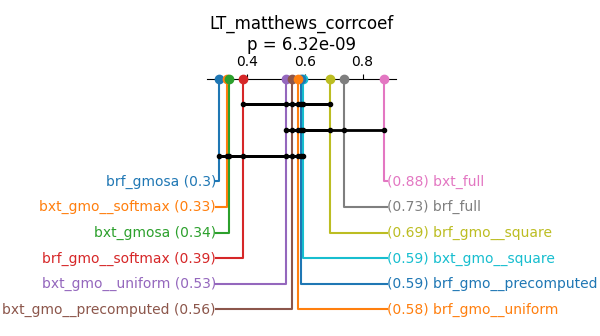 LT_matthews_corrcoef
p = 6.32e-09
0.4 0.6 0.8
brf_gmosa (0.3) (0.88) bxt_full
bxt_gmo__softmax (0.33) (0.73) brf_full
bxt_gmosa (0.34) (0.69) brf_gmo__square
brf_gmo__softmax (0.39) (0.59) bxt_gmo__square
bxt_gmo__uniform (0.53) (0.59) brf_gmo__precomputed
bxt_gmo__precomputed (0.56) (0.58) brf_gmo__uniform